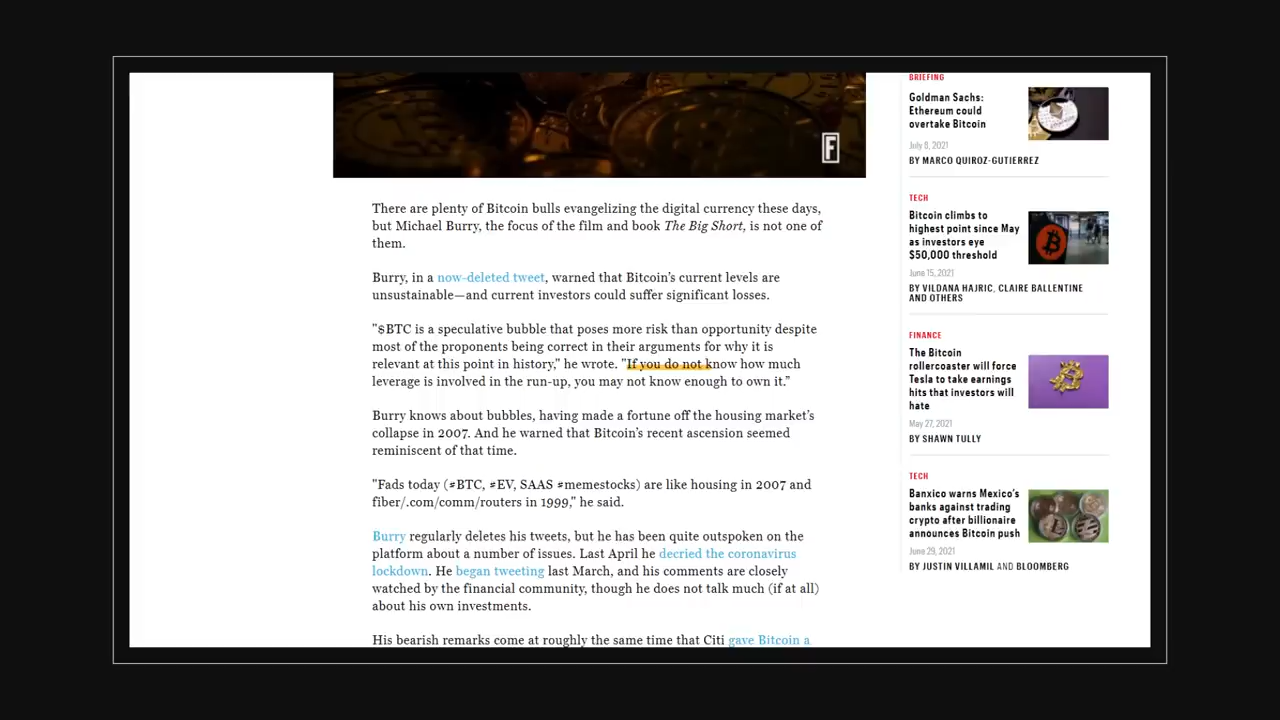 F
There are plenty of Bitcoin bulls evangelizing the digital currency these days,
but Michael Burry, the focus of the film and book The Big Short, is not one of
them.
Burry, in a now-deleted tweet, warned that Bitcoin's current levels are
unsustainable—and current investors could suffer significant losses.
"$BTC is a speculative bubble that poses more risk than opportunity despite
most of the proponents being correct in their arguments for why it is
relevant at this point in history," he wrote. "If you do not know how much
leverage is involved in the run-up, you may not know enough to own it."
Burry knows about bubbles, having made a fortune off the housing market's
collapse in 2007. And he warned that Bitcoin's recent ascension seemed
reminiscent of that time.
"Fads today (#BTC, #EV, SAAS #memestocks) are like housing in 2007 and
fiber/.com/comm/routers in 1999," he said.
Burry regularly deletes his tweets, but he has been quite outspoken on the
platform about a number of issues. Last April he decried the coronavirus
lockdown. He began tweeting last March, and his comments are closely
watched by the financial community, though he does not talk much (if at all)
about his own investments.
His bearish remarks come at roughly the same time that Citi gave Bitcoin a
BRIEFING
Goldman Sachs:
Ethereum could
overtake Bitcoin
July 8, 2021
BY MARCO QUIROZ-GUTIERREZ
TECH
Bitcoin climbs to
highest point since May
as investors eye
$50,000 threshold
June 15, 2021
BY VILDANA HAJRIC, CLAIRE BALLENTINE
AND OTHERS
FINANCE
The Bitcoin
rollercoaster will force
Tesla to take earnings
hits that investors will
hate
May 27, 2021
BY SHAWN TULLY
TECH
Banxico warns Mexico's
banks against trading
crypto after billionaire
announces Bitcoin push
June 29, 2021
BY JUSTIN VILLAMIL AND BLOOMBERG